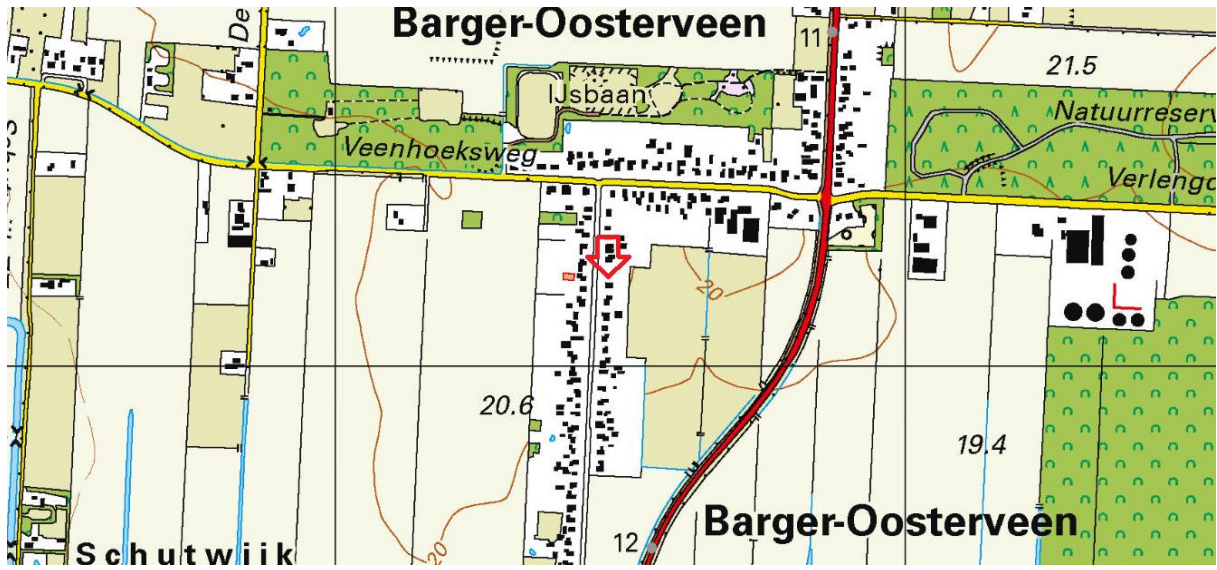 De
Barger-Oosterveen
11
21.5
IJsbaan
Natuurreserv
Veenhoeksweg
Verlengd
20
20.6
19.4
Barger-Oosterveen
20
12
Schutwijk